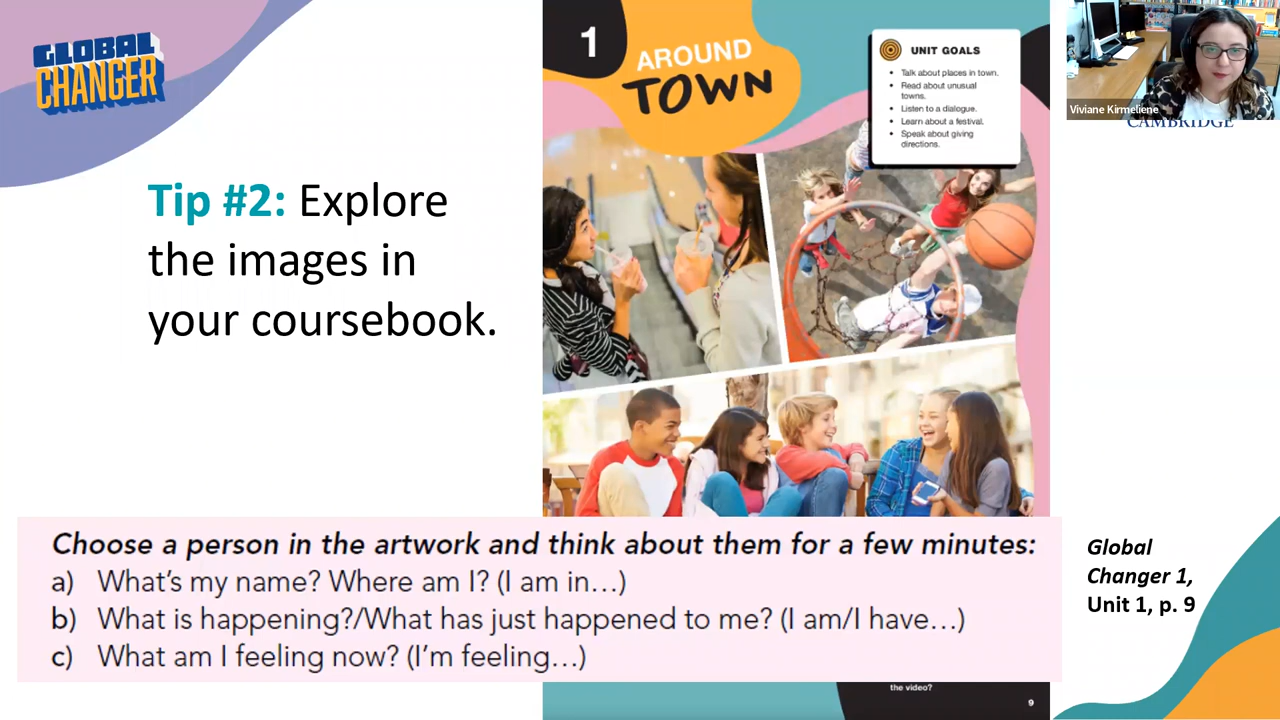 GLOBAL
CHANGER
Tip #2: Explore
the images in
your coursebook.
1
AROUND
TOWN
UNIT GOALS
• Talk about places in town.
• Read about unusual
towns.
• Listen to a dialogue.
• Learn about a festival.
• Speak about giving
directions.
Viviane Kirmeliene
CAMBRIDGE
Choose a person in the artwork and think about them for a few minutes:
a) What's my name? Where am I? (I am in...)
b) What is happening?/What has just happened to me? (I am/I have...)
c) What am I feeling now? (I'm feeling...)
Global
Changer 1,
Unit 1, p. 9
the video?
9